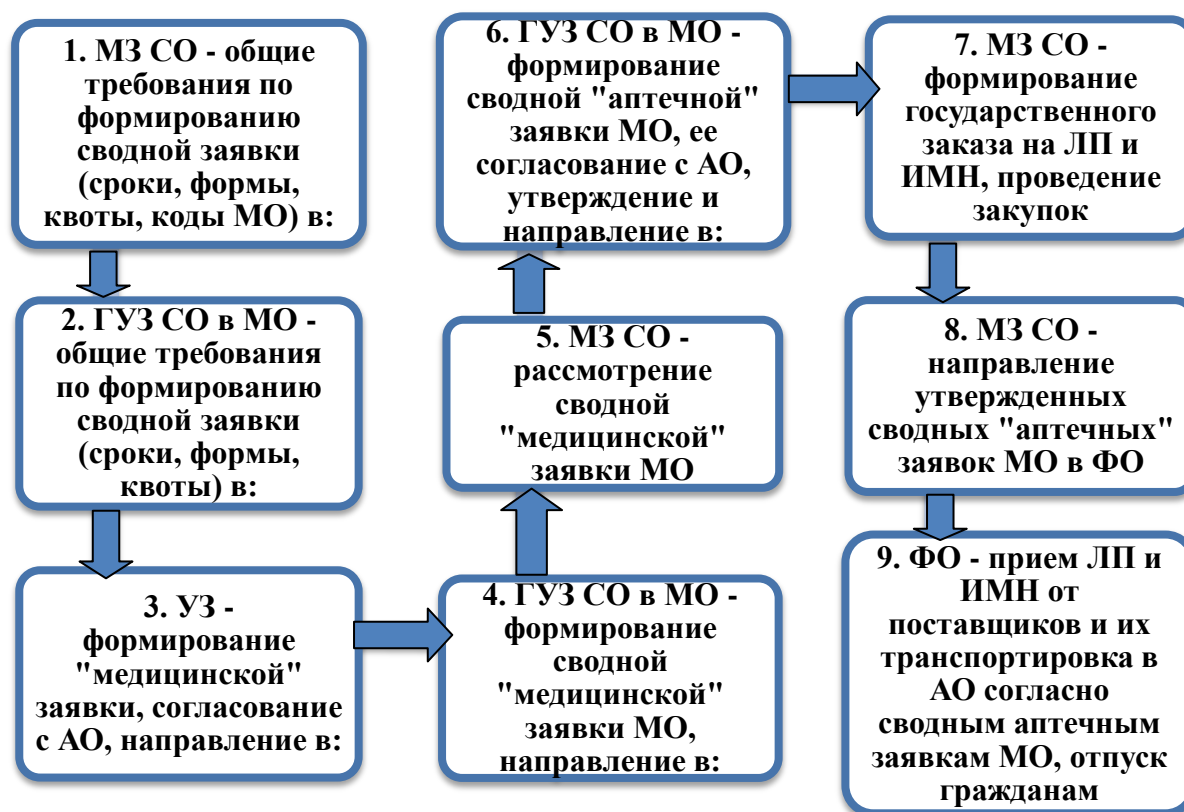 1. МЗ СО - общие
требования по
формированию
сводной заявки
(сроки, формы,
квоты, коды МО) в:
2. ГУЗ СО в МО -
общие требования
по формированию
сводной заявки
(сроки, формы,
квоты) в:
3. УЗ -
формирование
"медицинской"
заявки, согласование
с АО, направление в:
4. ГУЗ СО в МО -
формирование
сводной
"медицинской"
заявки МО,
направление в:
5. МЗ СО -
рассмотрение
сводной
"медицинской"
заявки МО
6. ГУЗ СО в МО -
формирование
сводной "аптечной"
заявки МО, ее
согласование с АО,
утверждение и
направление в:
7. МЗ СО -
формирование
государственного
заказа на ЛП и
ИМН, проведение
закупок
8. МЗ СО -
направление
утвержденных
сводных "аптечных"
заявок МО в ФО
9. ФО - прием ЛП и
ИМН от
поставщиков и их
транспортировка в
АО согласно
сводным аптечным
заявкам МО, отпуск
гражданам